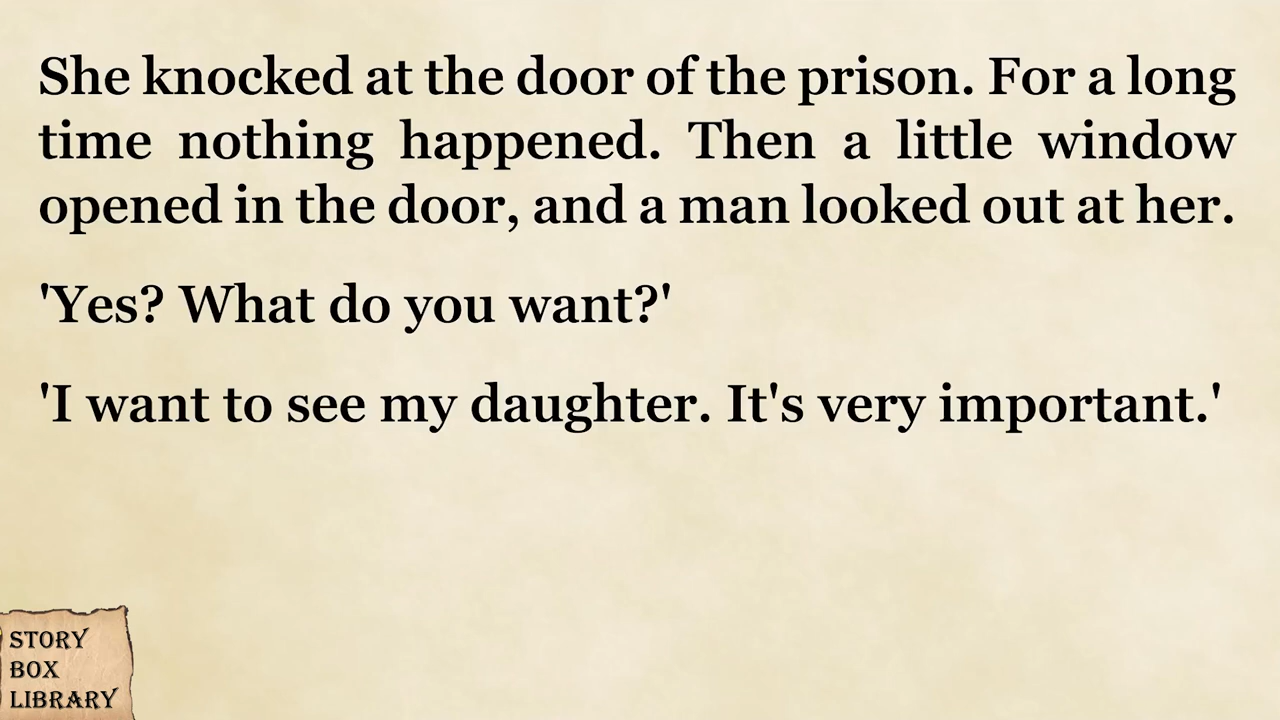 She knocked at the door of the prison. For a long
time nothing happened. Then a little window
opened in the door, and a man looked out at her.
'Yes? What do you want?'
'I want to see my daughter. It's very important.'
STORY
BOX
LIBRARY